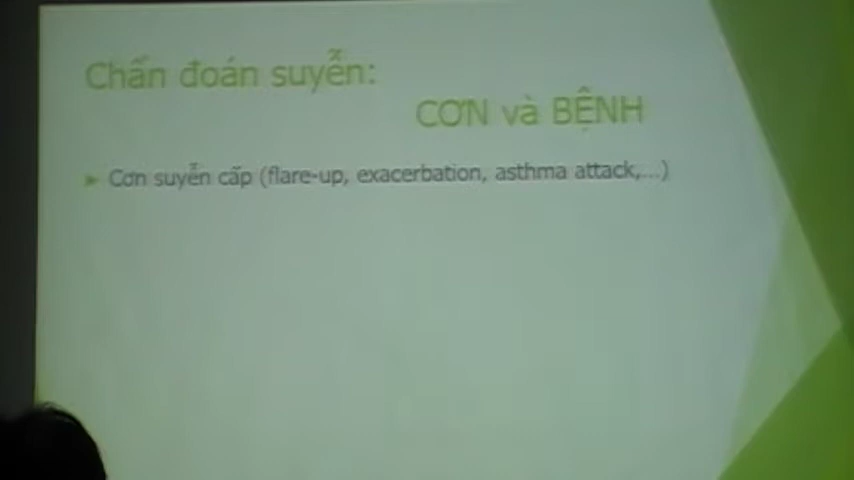 Chẩn đoán suyễn:
CƠN và BỆNH
Cơn suyễn cấp (flare-up, exacerbation, asthma attack,...)